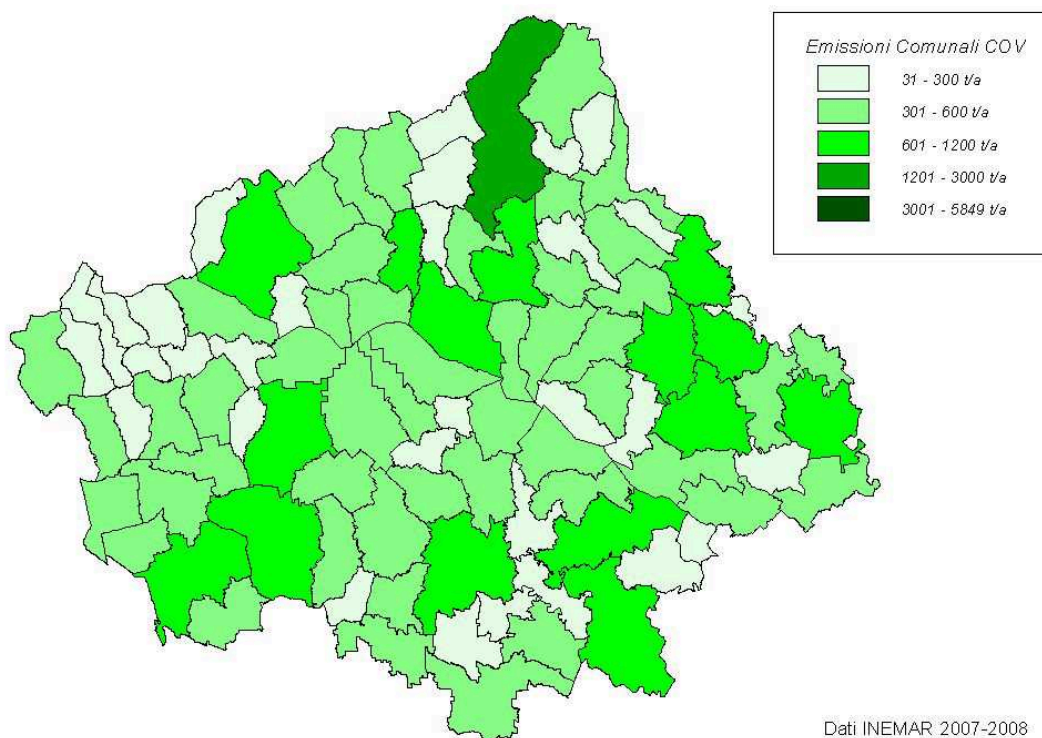 Emissioni Comunali COV
31 - 300 t/a
301 - 600 t/a
601 - 1200 t/a
1201 - 3000 t/a
3001 - 5849 t/a
Dati INEMAR 2007-2008